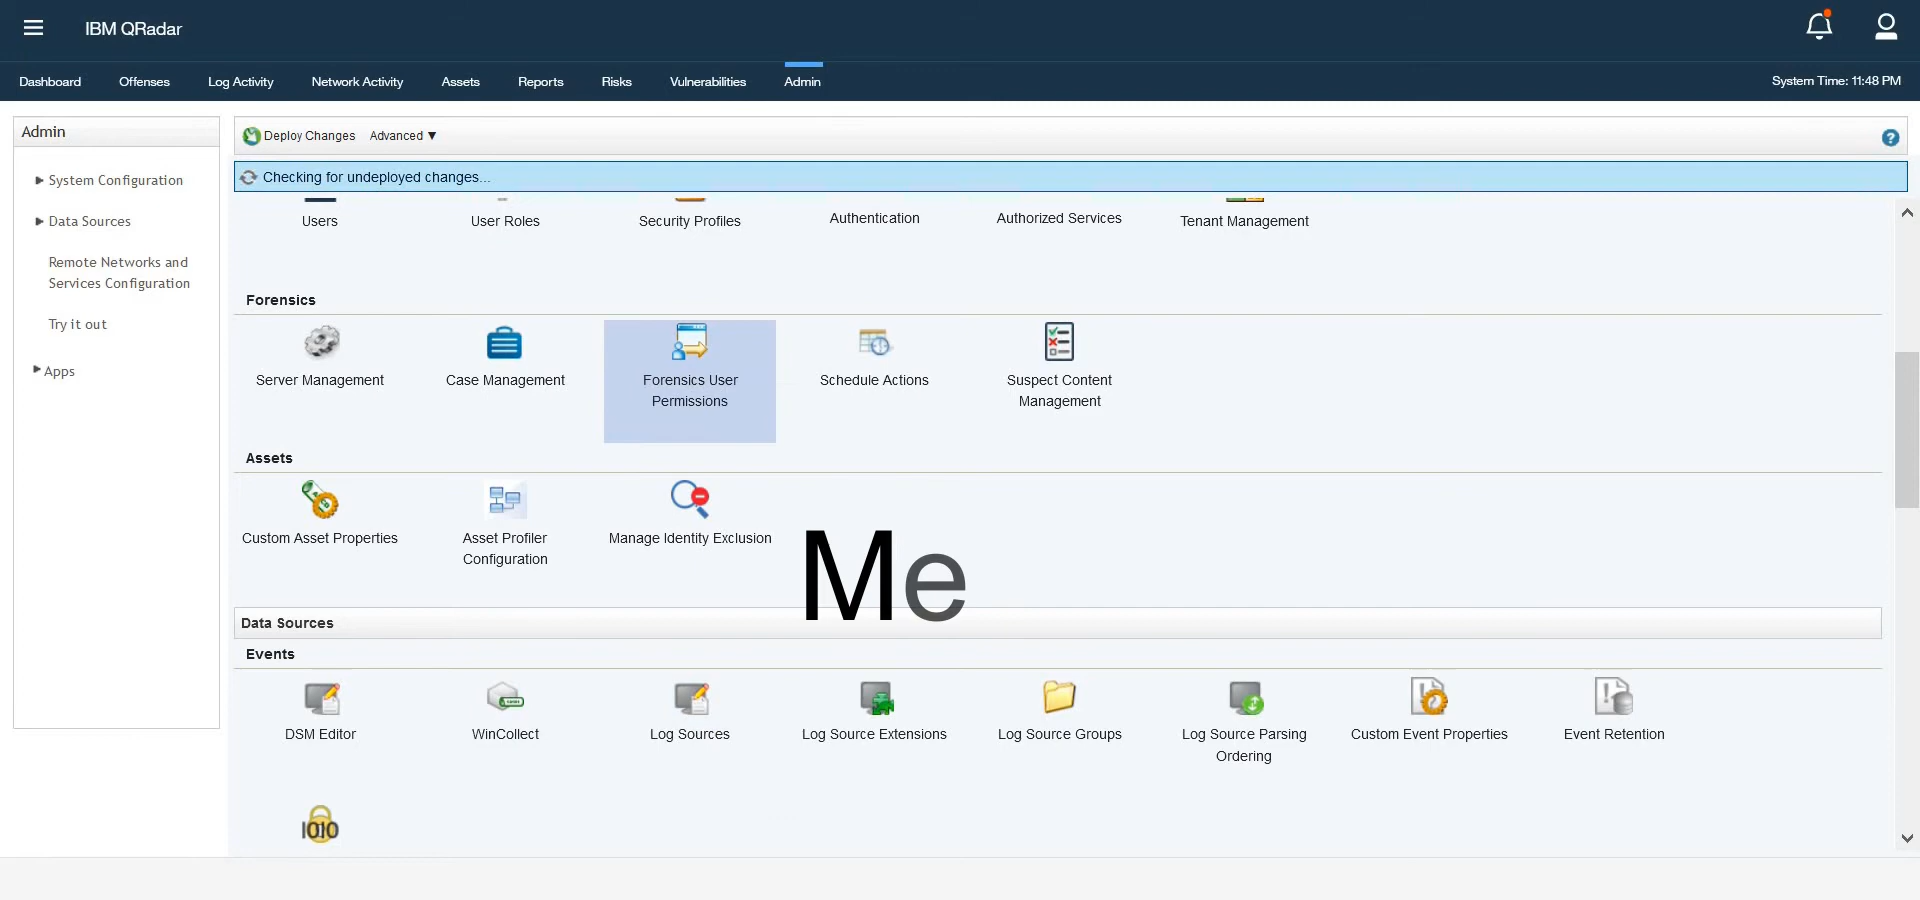 IBM QRadar
Dashboard Offenses Log Activity Network Activity Assets Reports Risks Vulnerabilities Admin System Time: 11:48 PM
Admin
System Configuration
Data Sources
Remote Networks and
Services Configuration
Try it out
Apps
Deploy Changes Advanced
Checking for undeployed changes...
Users User Roles Security Profiles Authentication Authorized Services Tenant Management
Forensics
Server Management Case Management Forensics User Schedule Actions Suspect Content
Permissions Management
Assets
Custom Asset Properties Asset Profiler Manage Identity Exclusion
Configuration
Me
Data Sources
Events
DSM Editor WinCollect Log Sources Log Source Extensions Log Source Groups Log Source Parsing Custom Event Properties Event Retention
Ordering
1010